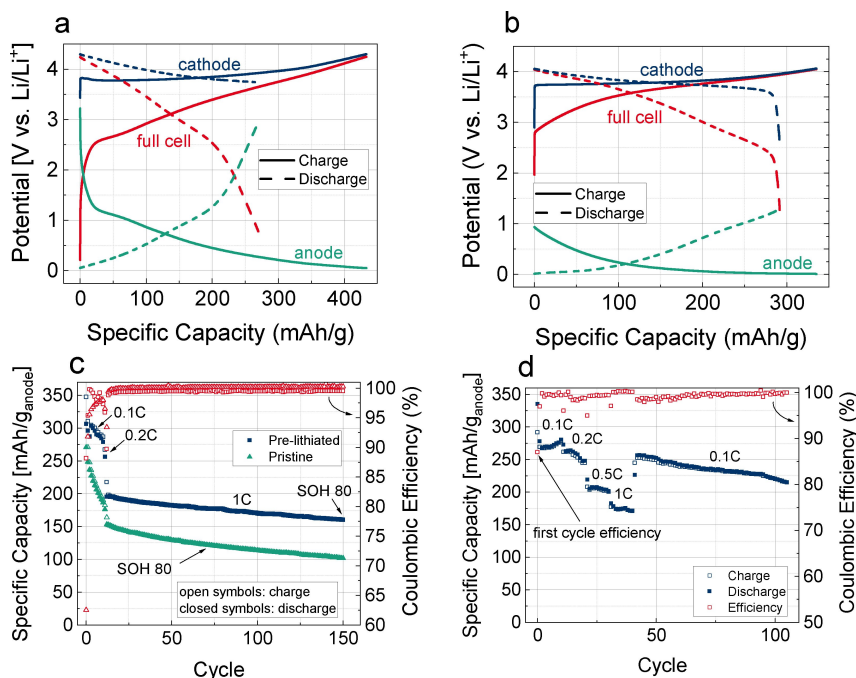 a
Potential [V vs. Li/Li⁺]
4
3
2
1
0
cathode
full cell
Charge
Discharge
anode
0
100
200
300
400
Specific Capacity (mAh/g)
b
Potential (V vs. Li/Li⁺)
4
3
2
1
0
cathode
full cell
Charge
Discharge
anode
0
100
200
300
Specific Capacity (mAh/g)
c
Specific Capacity [mAh/g_anode]
350
300
250
200
150
100
50
0
0.1C
0.2C
Pre-lithiated
Pristine
1C
SOH 80
SOH 80
open symbols: charge
closed symbols: discharge
100
95
90
85
80
75
70
65
60
Coulombic Efficiency (%)
0
50
100
150
Cycle
d
Specific Capacity [mAh/g_anode]
350
300
250
200
150
100
50
0
0.1C
0.2C
0.5C
1C
0.1C
first cycle efficiency
Charge
Discharge
Efficiency
100
90
80
75
70
60
50
Coulombic Efficiency (%)
0
50
100
Cycle